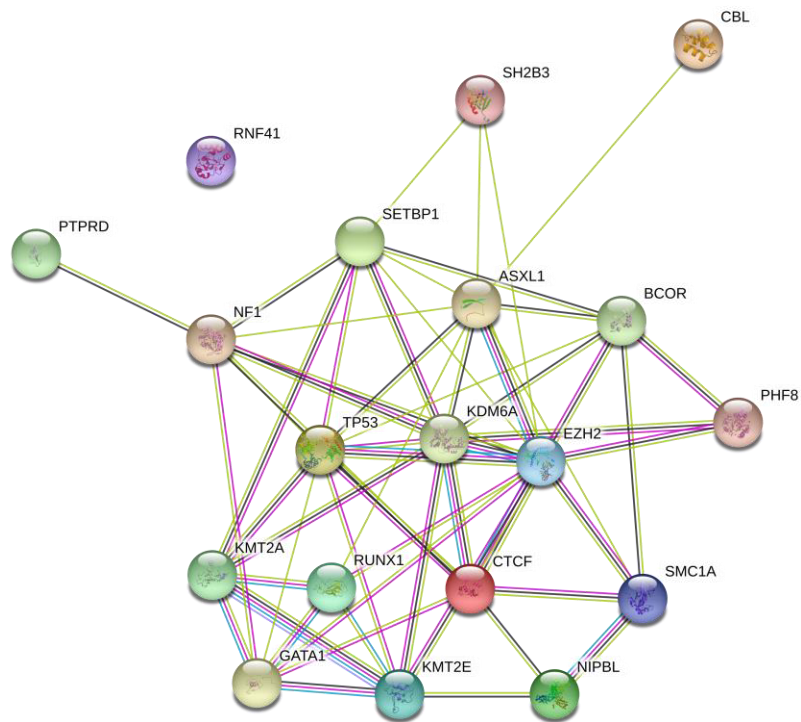 CBL
SH2B3
RNF41
SETBP1
PTPRD
ASXL1
BCOR
NF1
PHF8
TP53
KDM6A
EZH2
KMT2A
RUNX1
CTCF
SMC1A
GATA1
KMT2E
NIPBL